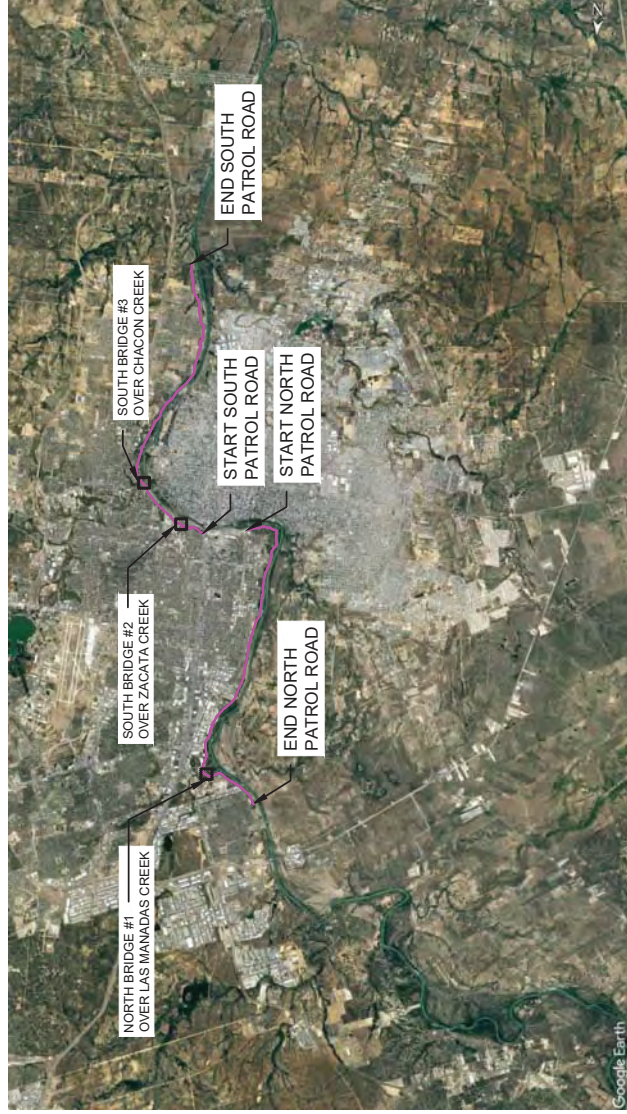 NORTH BRIDGE #1
OVER LAS MANADAS CREEK
SOUTH BRIDGE #2
OVER ZACATA CREEK
SOUTH BRIDGE #3
OVER CHACON CREEK
END NORTH
PATROL ROAD
START SOUTH
PATROL ROAD
START NORTH
PATROL ROAD
END SOUTH
PATROL ROAD
Google Earth
N